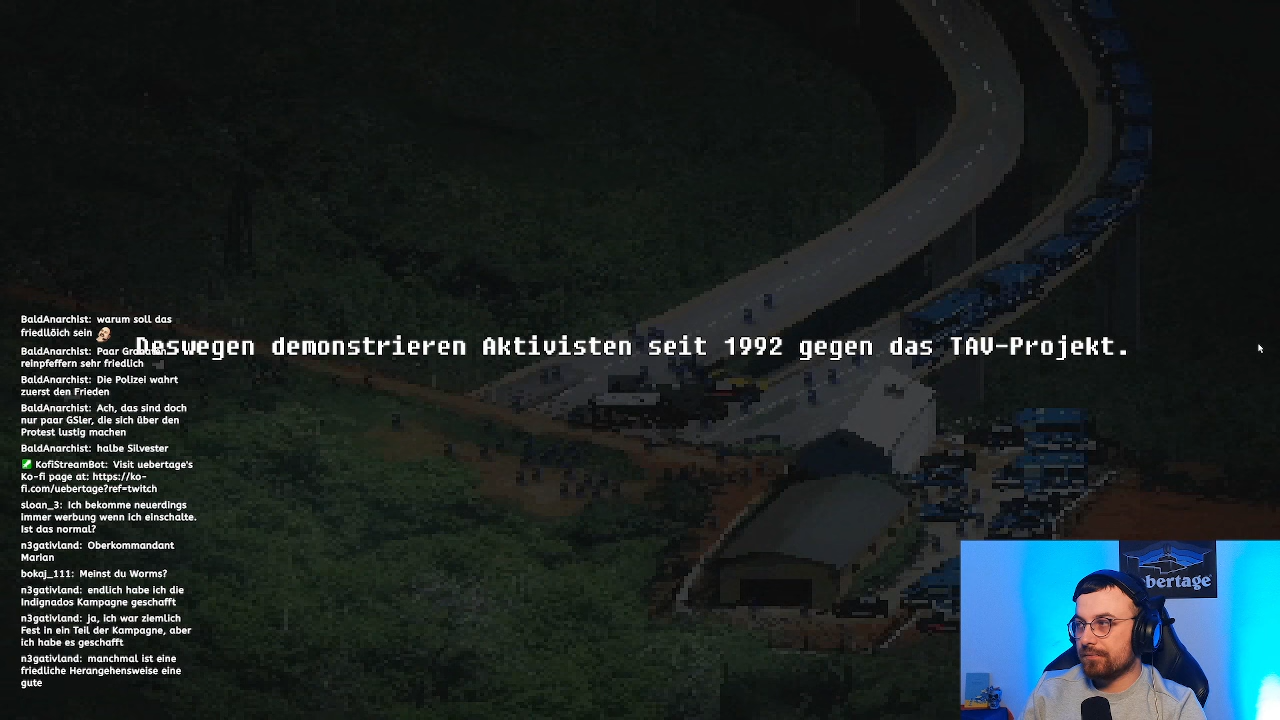 BaldAnarchist: warum soll das
friedllöich sein
Deswegen demonstrieren Aktivisten seit 1992 gegen das TAV-Projekt.
BaldAnarchist: Paar
reinpfeffern sehr friedlich
BaldAnarchist: Die Polizei wahrt
zuerst den Frieden
BaldAnarchist: Ach, das sind doch
nur paar GSler, die sich über den
Protest lustig machen
BaldAnarchist: halbe Silvester
KofiStreamBot: Visit uebertage's
Ko-fi page at: https://ko-
fi.com/uebertage?ref=twitch
sloan_3: Ich bekomme neuerdings
immer werbung wenn ich einschalte.
Ist das normal?
n3gativland: Oberkommandant
Marian
bokaj_111: Meinst du Worms?
n3gativland: endlich habe ich die
Indignados Kampagne geschafft
n3gativland: ja, ich war ziemlich
Fest in ein Teil der Kampagne, aber
ich habe es geschafft
n3gativland: manchmal ist eine
friedliche Herangehensweise eine
gute
bertage